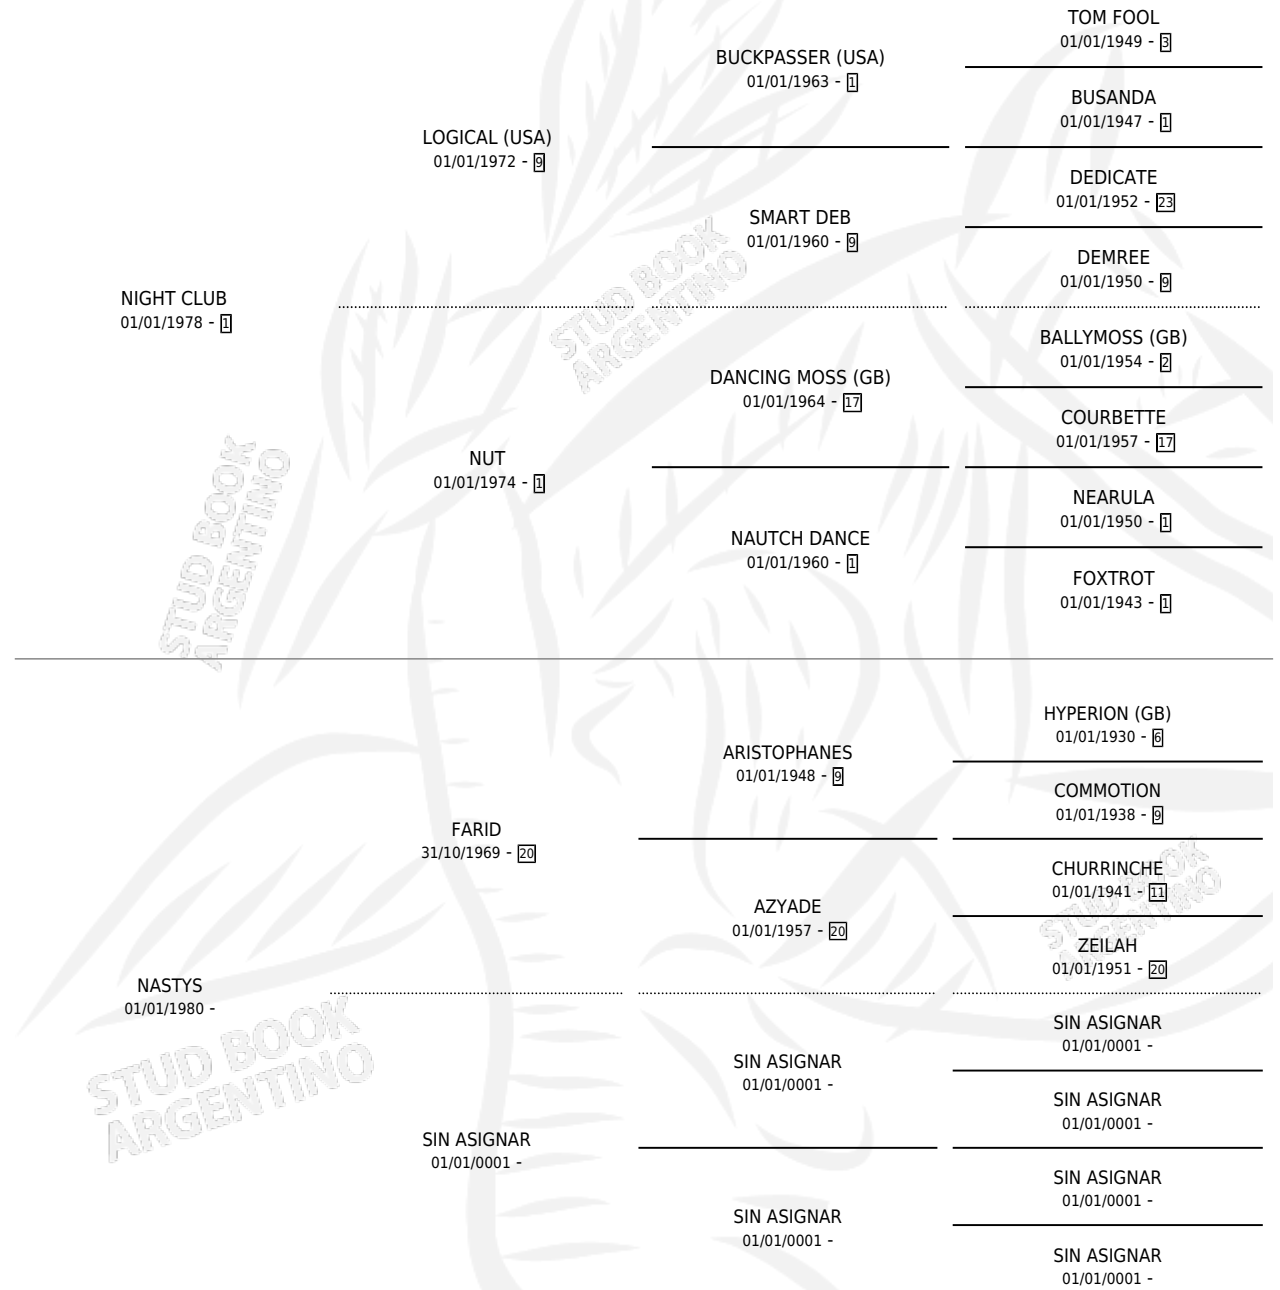 TOM FOOL
01/01/1949 - 3
BUCKPASSER (USA)
01/01/1963 - 1
BUSANDA
01/01/1947 - 1
LOGICAL (USA)
01/01/1972 - 9
DEDICATE
01/01/1952 - 23
SMART DEB
01/01/1960 - 9
DEMREE
01/01/1950 - 9
NIGHT CLUB
01/01/1978 - 1
BALLYMOSS (GB)
01/01/1954 - 2
DANCING MOSS (GB)
01/01/1964 - 17
COURBETTE
01/01/1957 - 17
NUT
01/01/1974 - 1
NEARULA
01/01/1950 - 1
NAUTCH DANCE
01/01/1960 - 1
FOXTROT
01/01/1943 - 1
HYPERION (GB)
01/01/1930 - 6
ARISTOPHANES
01/01/1948 - 9
COMMOTION
01/01/1938 - 9
FARID
31/10/1969 - 20
CHURRINCHE
01/01/1941 - 11
AZYADE
01/01/1957 - 20
ZEILAH
01/01/1951 - 20
NASTYS
01/01/1980 -
SIN ASIGNAR
01/01/0001 -
SIN ASIGNAR
01/01/0001 -
SIN ASIGNAR
01/01/0001 -
SIN ASIGNAR
01/01/0001 -
SIN ASIGNAR
01/01/0001 -
SIN ASIGNAR
01/01/0001 -
SIN ASIGNAR
01/01/0001 -
STUD BOOK
ARGENTINO
STUD BOOK
ARGENTINO
STUD BOOK
ARGENTINO
STUD BOOK
ARGENTINO